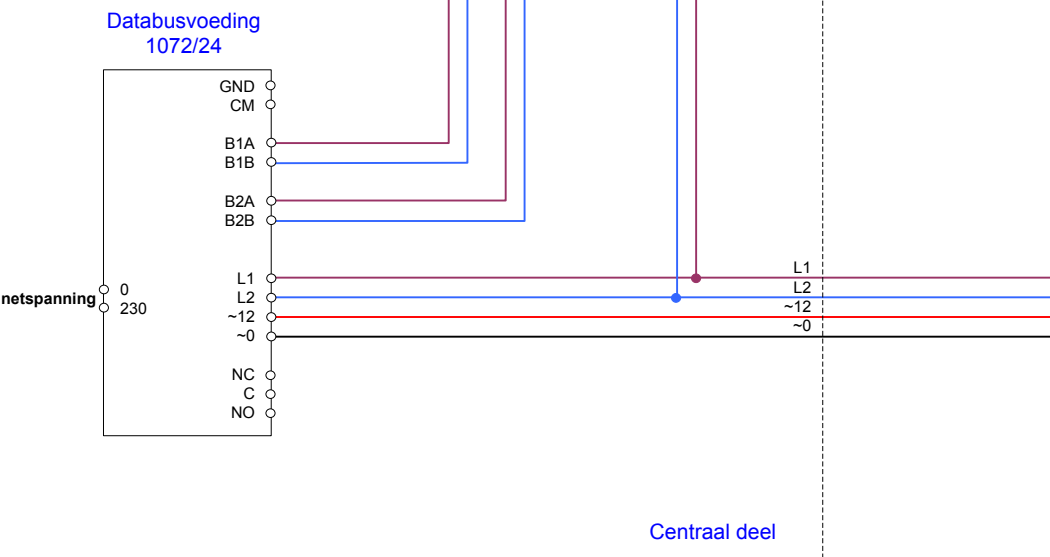 Databusvoeding
1072/24
GND
CM
B1A
B1B
B2A
B2B
L1
L1
L2
L2
netspanning
0
230
~12
~12
~0
~0
NC
C
NO
Centraal deel